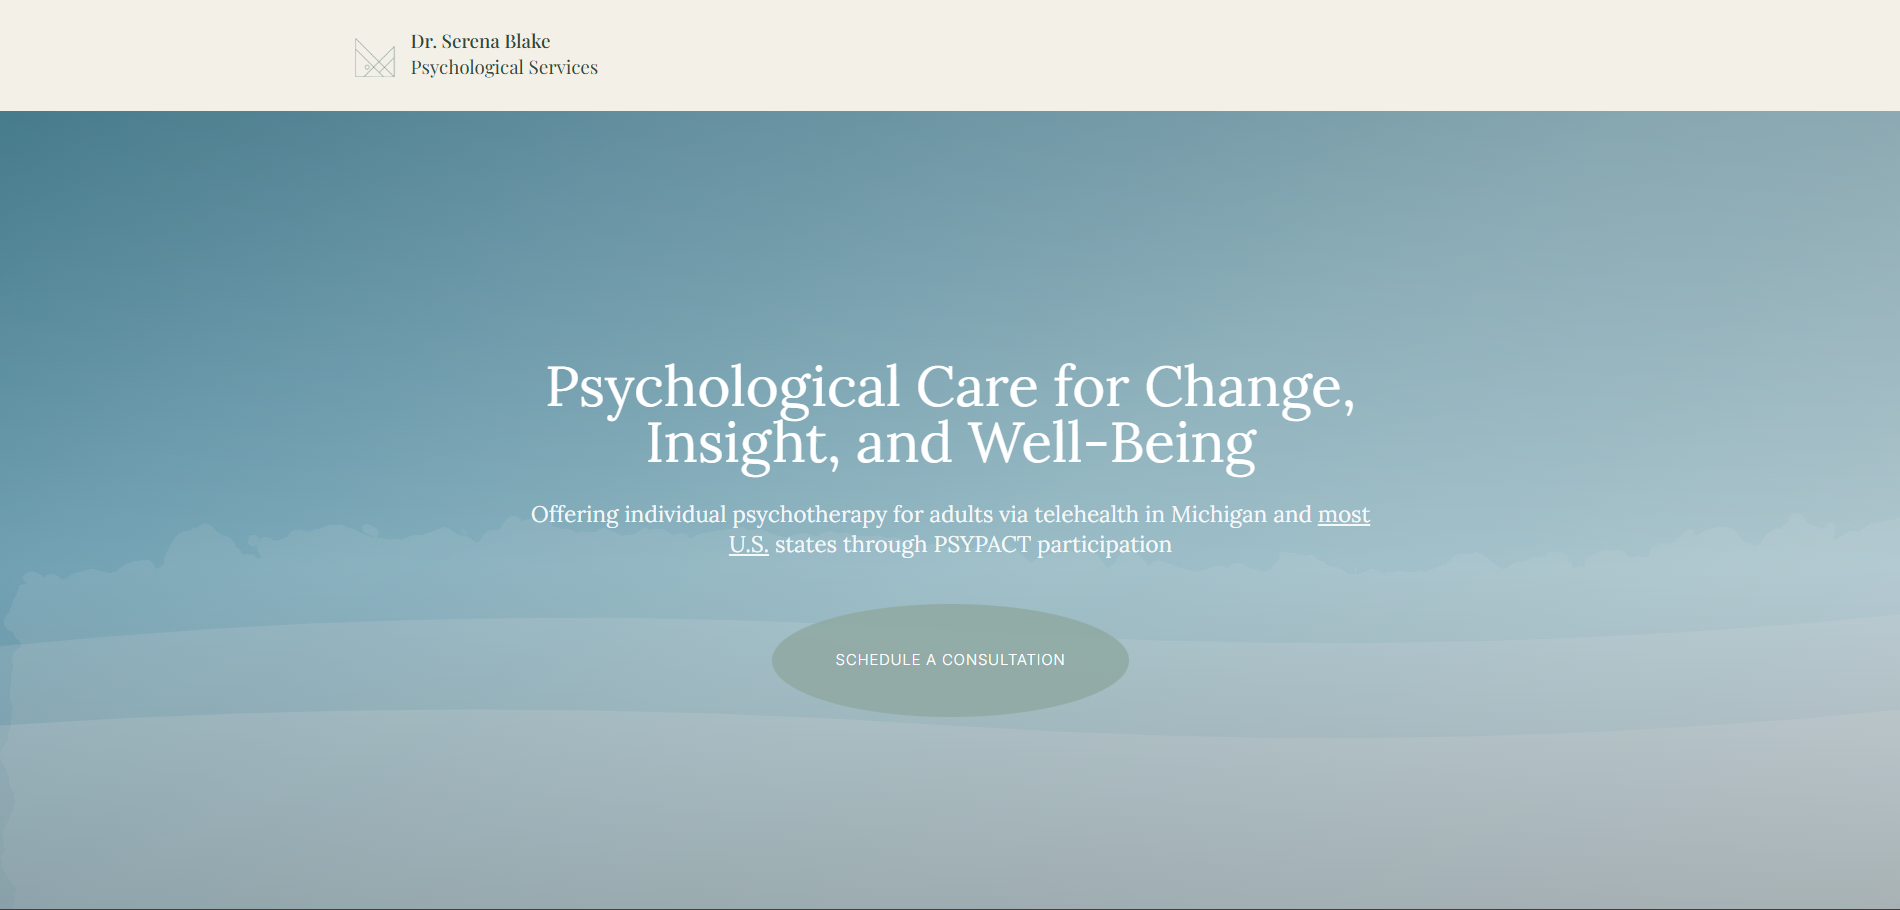 Dr. Serena Blake
Psychological Services
Psychological Care for Change,
Insight, and Well-Being
Offering individual psychotherapy for adults via telehealth in Michigan and most
U.S. states through PSYPACT participation
SCHEDULE A CONSULTATION